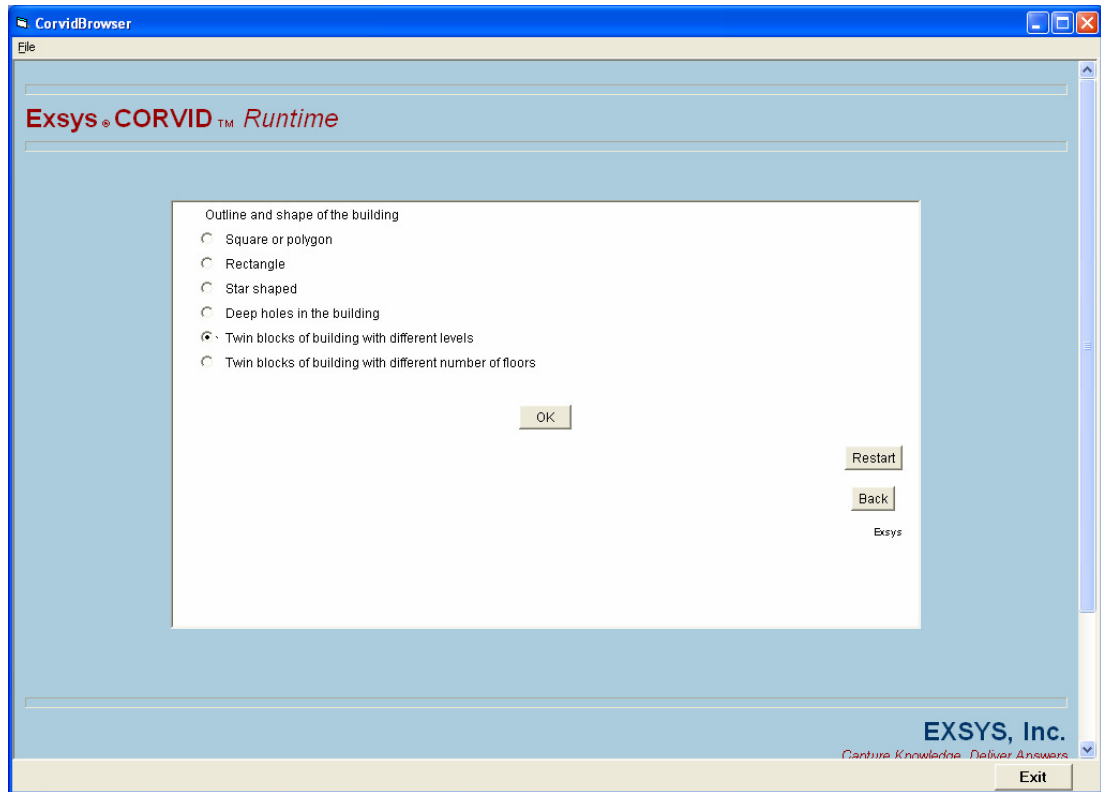 CorvidBrowser
File
Exsys ® CORVID TM Runtime
Outline and shape of the building
Square or polygon
Rectangle
Star shaped
Deep holes in the building
Twin blocks of building with different levels
Twin blocks of building with different number of floors
OK
Restart
Back
Exsys
EXSYS, Inc.
Capture Knowledge. Deliver Answers
Exit